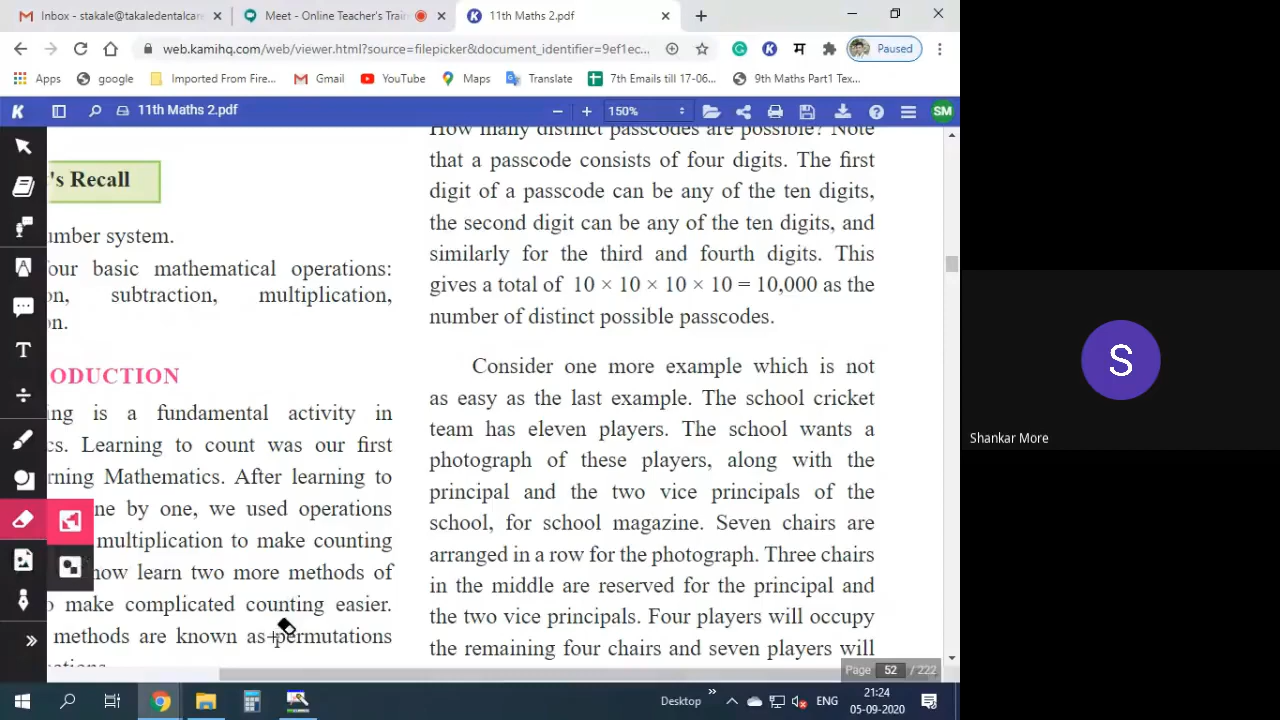 Inbox - stakale@takaledentalcare
Meet - Online Teacher's Train
11th Maths 2.pdf
web.kamihq.com/web/viewer.html?source=filepicker&document_identifier=9ef1ec...
Paused
Apps
google
Imported From Fire...
Gmail
YouTube
Maps
Translate
7th Emails till 17-06...
9th Maths Part1 Tex...
K
11th Maths 2.pdf
150%
SM
's Recall
umber system.
four basic mathematical operations:
on, subtraction, multiplication,
on.
ODUCTION
ing is a fundamental activity in
cs. Learning to count was our first
rning Mathematics. After learning to
ne by one, we used operations
multiplication to make counting
now learn two more methods of
o make complicated counting easier.
methods are known as permutations
How many distinct passcodes are possible? Note
that a passcode consists of four digits. The first
digit of a passcode can be any of the ten digits,
the second digit can be any of the ten digits, and
similarly for the third and fourth digits. This
gives a total of 10 × 10 × 10 × 10 = 10,000 as the
number of distinct possible passcodes.
Consider one more example which is not
as easy as the last example. The school cricket
team has eleven players. The school wants a
photograph of these players, along with the
principal and the two vice principals of the
school, for school magazine. Seven chairs are
arranged in a row for the photograph. Three chairs
in the middle are reserved for the principal and
the two vice principals. Four players will occupy
the remaining four chairs and seven players will
Page 52 / 222
S
Shankar More
Desktop
ENG
21:24
05-09-2020